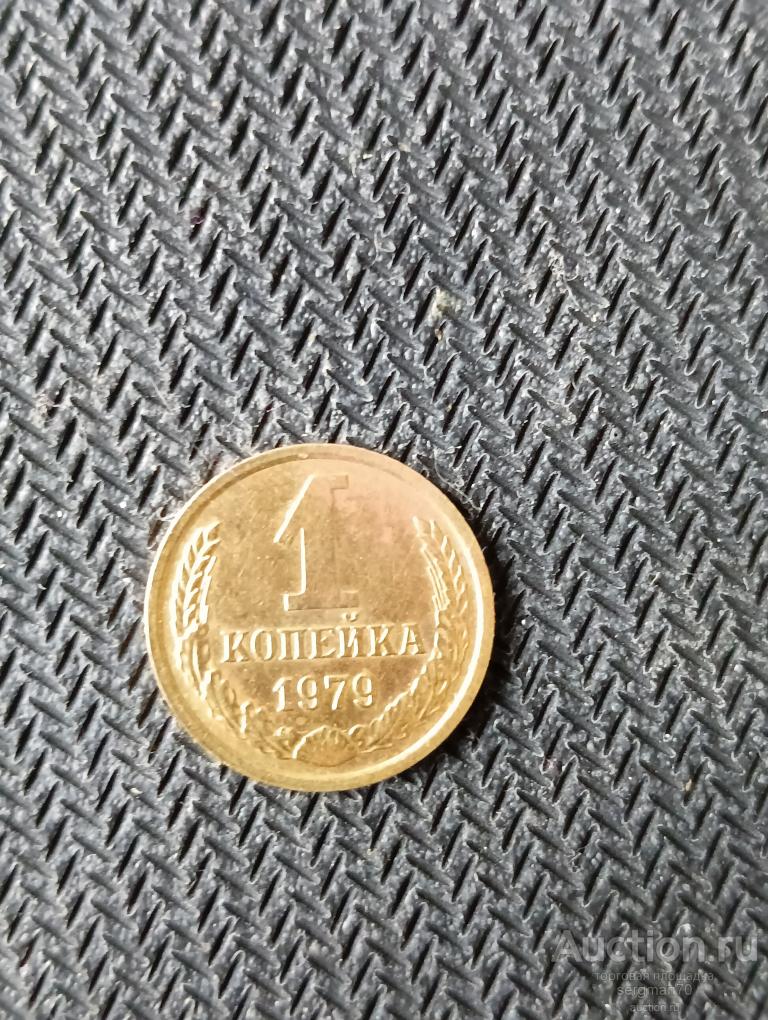 1
КОПЕЙКА
1979
Auction.ru
торговая площадка
sergman70
auction.ru